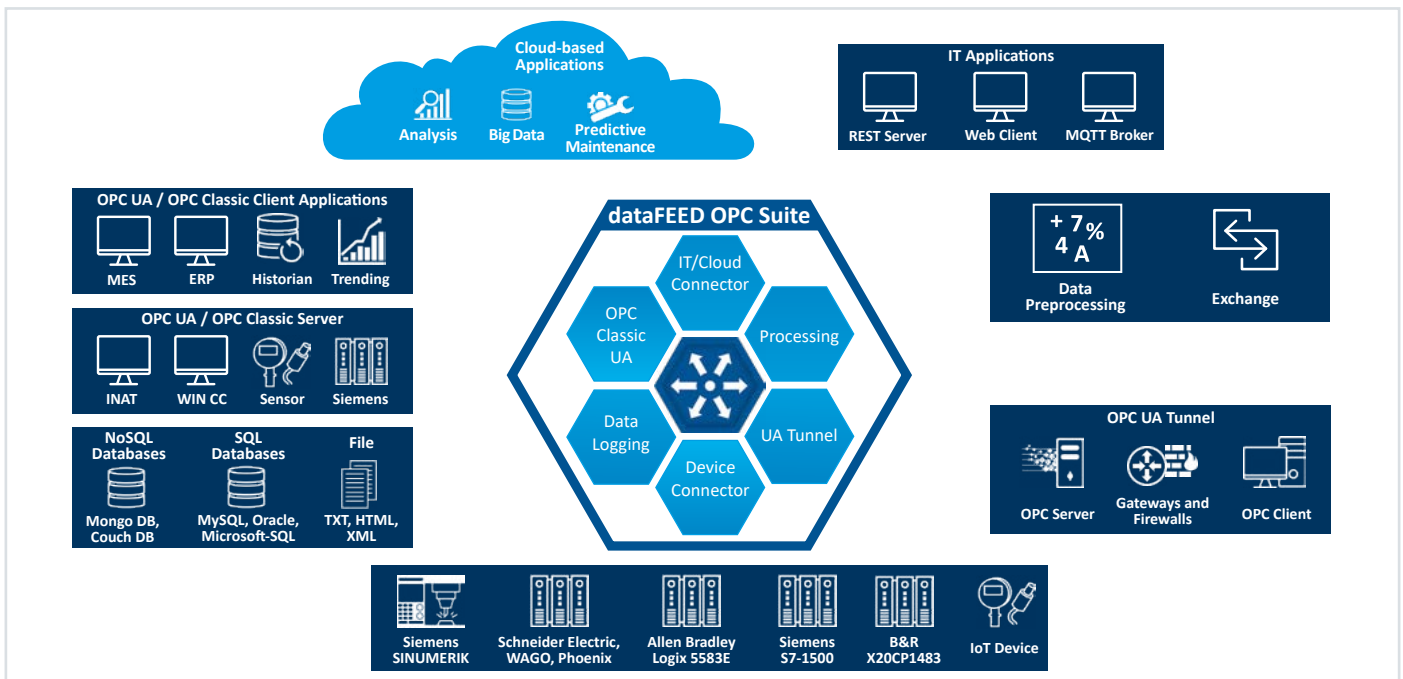 Cloud-based
Applications
Analysis
Big Data
Predictive
Maintenance
IT Applications
REST Server
Web Client
MQTT Broker
OPC UA / OPC Classic Client Applications
MES
ERP
Historian
Trending
OPC UA / OPC Classic Server
INAT
WIN CC
Sensor
Siemens
NoSQL
Databases
SQL
Databases
File
Mongo DB,
Couch DB
MySQL, Oracle,
Microsoft-SQL
TXT, HTML,
XML
dataFEED OPC Suite
IT/Cloud
Connector
OPC
Classic
UA
Processing
Data
Logging
UA Tunnel
Device
Connector
+ 7%
4 A
Data
Preprocessing
Exchange
OPC UA Tunnel
OPC Server
Gateways and
Firewalls
OPC Client
Siemens
SINUMERIK
Schneider Electric,
WAGO, Phoenix
Allen Bradley
Logix 5583E
Siemens
S7-1500
B&R
X20CP1483
IoT Device